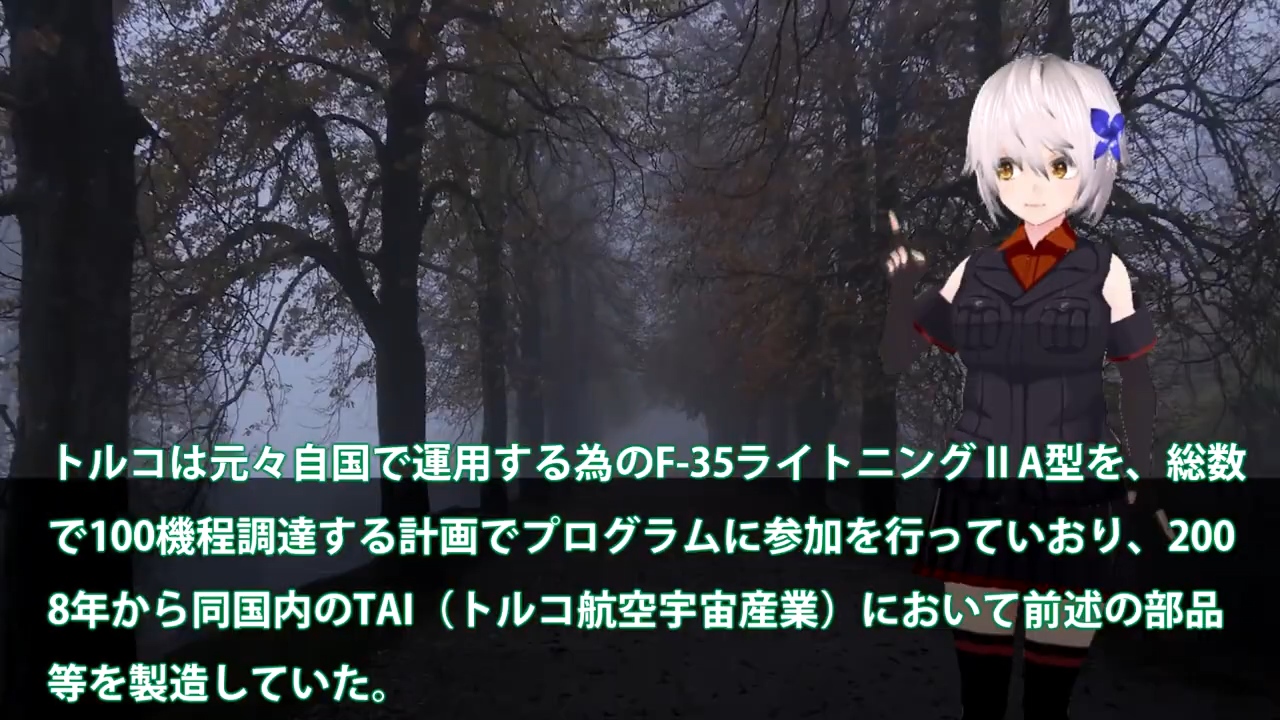 トルコは元々自国で運用する為のF-35ライトニングⅡA型を、総数
で100機程調達する計画でプログラムに参加を行っていおり、200
8年から同国内のTAI（トルコ航空宇宙産業）において前述の部品
等を製造していた。